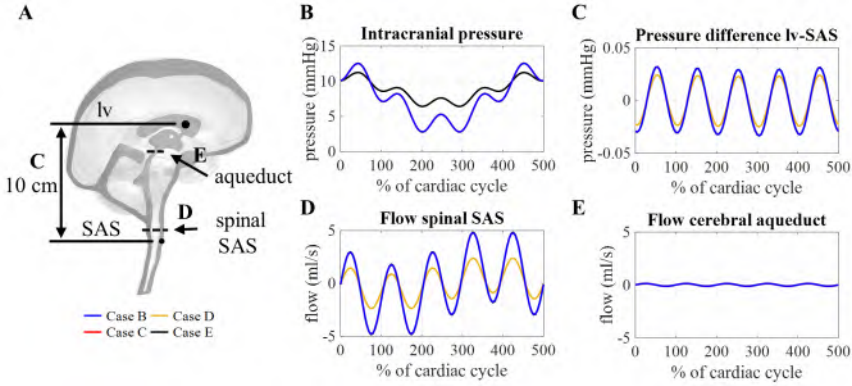 A
lv
C
10 cm
E
aqueduct
D
SAS
spinal
SAS
Case B
Case D
Case C
Case E
B
Intracranial pressure
pressure (mmHg)
15
10
5
0
0 100 200 300 400 500
% of cardiac cycle
C
Pressure difference lv-SAS
pressure (mmHg)
0.05
0
-0.05
0 100 200 300 400 500
% of cardiac cycle
D
Flow spinal SAS
flow (ml/s)
5
0
-5
0 100 200 300 400 500
% of cardiac cycle
E
Flow cerebral aqueduct
flow (ml/s)
5
0
-5
0 100 200 300 400 500
% of cardiac cycle